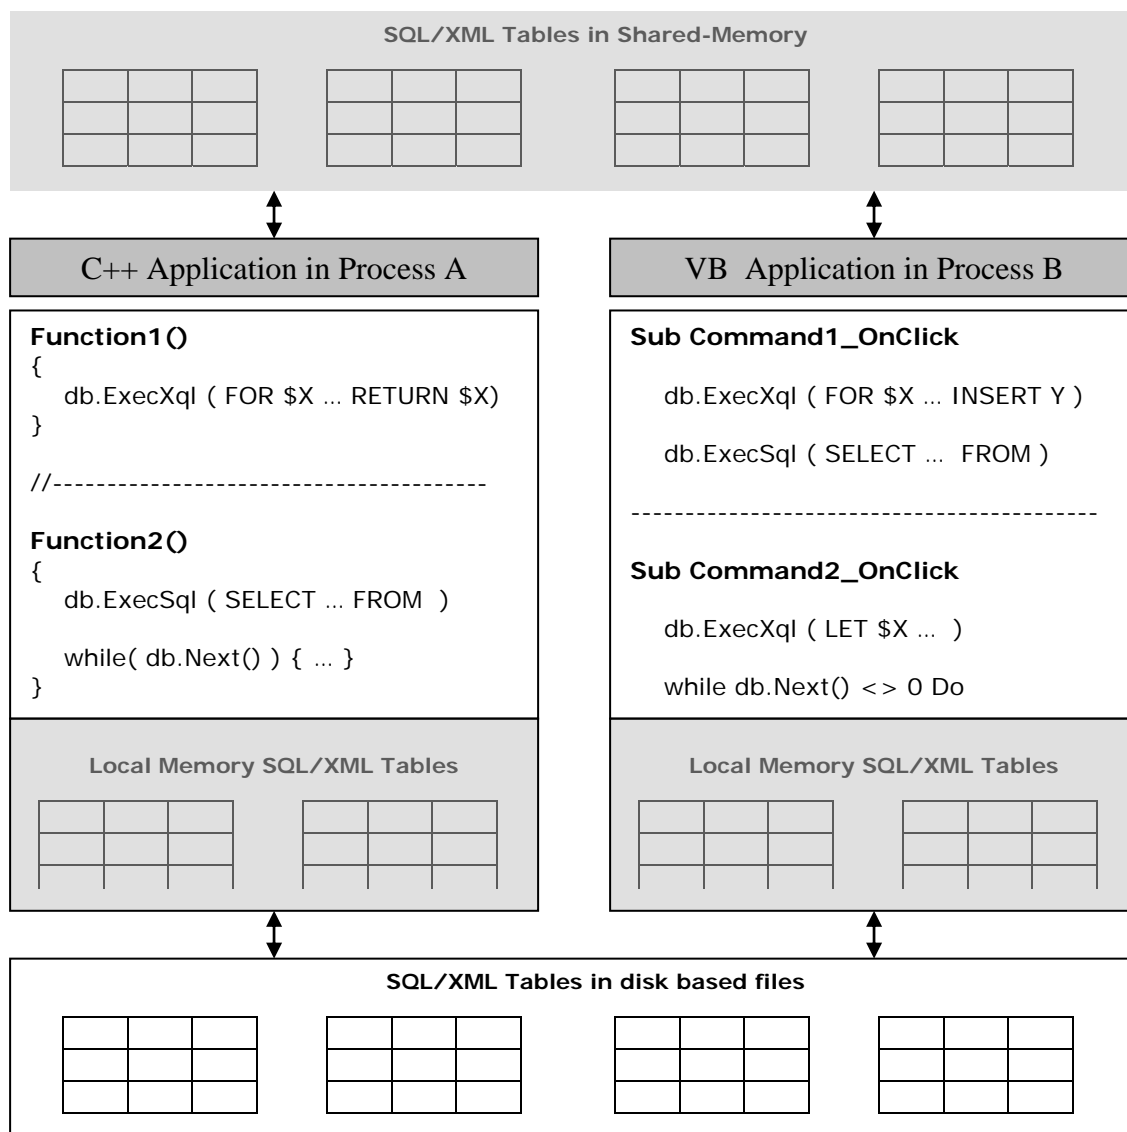 SQL/XML Tables in Shared-Memory
C++ Application in Process A
Function1()
{
db.ExecXql ( FOR $X ... RETURN $X)
}
//----------------------------------------
Function2()
{
db.ExecSql ( SELECT ... FROM )
while( db.Next() ) { ... }
}
Local Memory SQL/XML Tables
VB Application in Process B
Sub Command1_OnClick
db.ExecXql ( FOR $X ... INSERT Y )
db.ExecSql ( SELECT ... FROM )
-------------------------------------------
Sub Command2_OnClick
db.ExecXql ( LET $X ... )
while db.Next() <> 0 Do
Local Memory SQL/XML Tables
SQL/XML Tables in disk based files